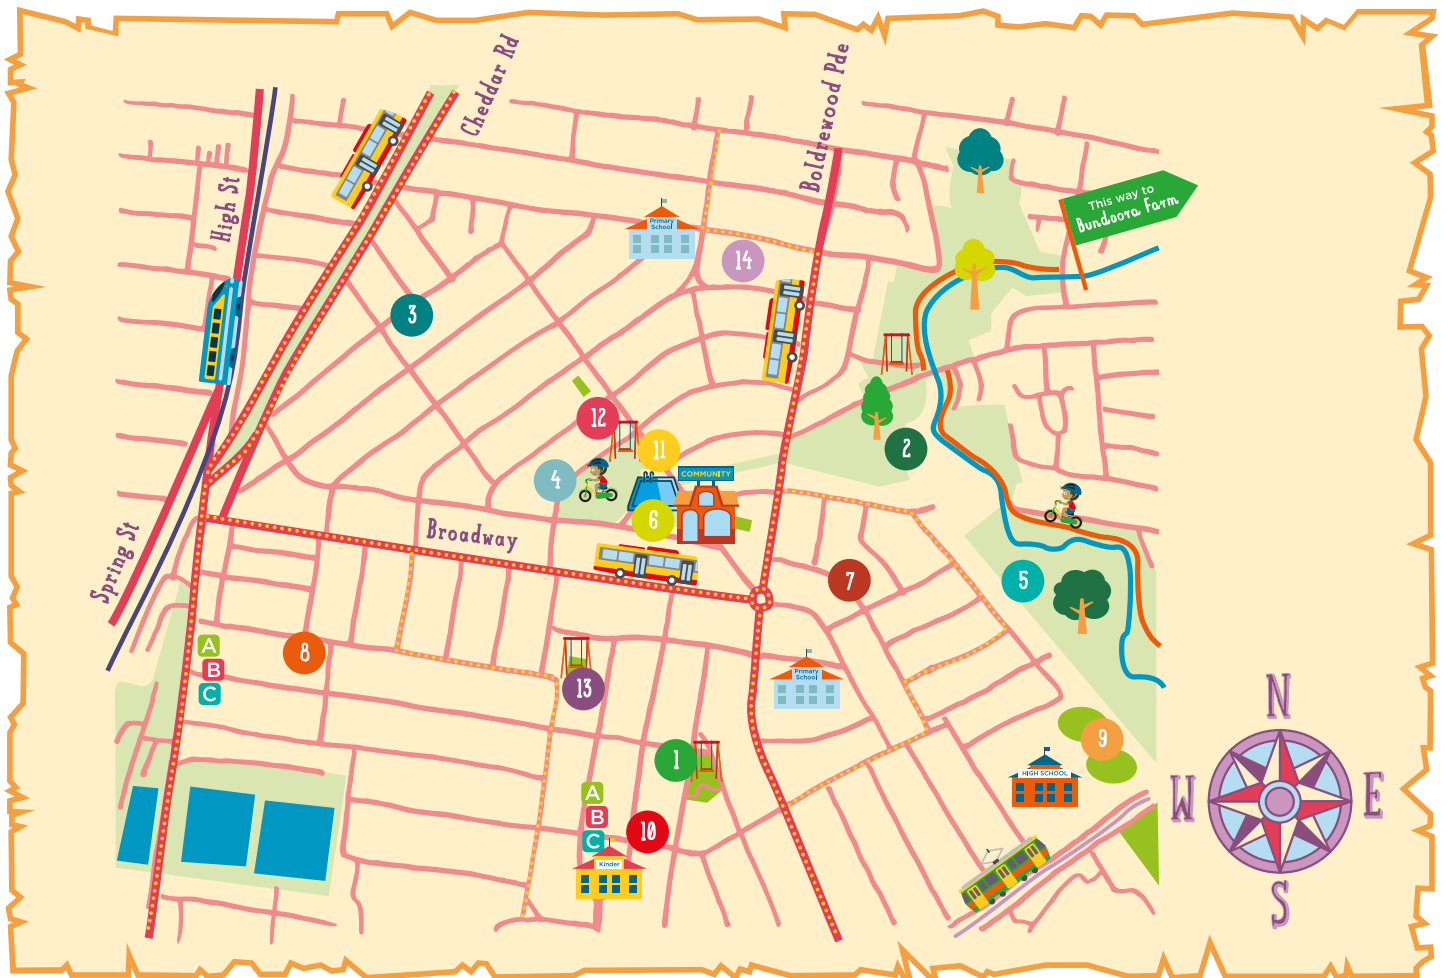 Cheddar Rd
Boldrewood Pde
High St
This way to
Bundoora Farm
Primary
School
14
3
12
11
2
4
COMMUNITY
6
Broadway
Spring St
7
5
A
B
C
8
13
Primary
School
1
9
HIGH SCHOOL
A
B
C
10
Kinder
N
W
E
S